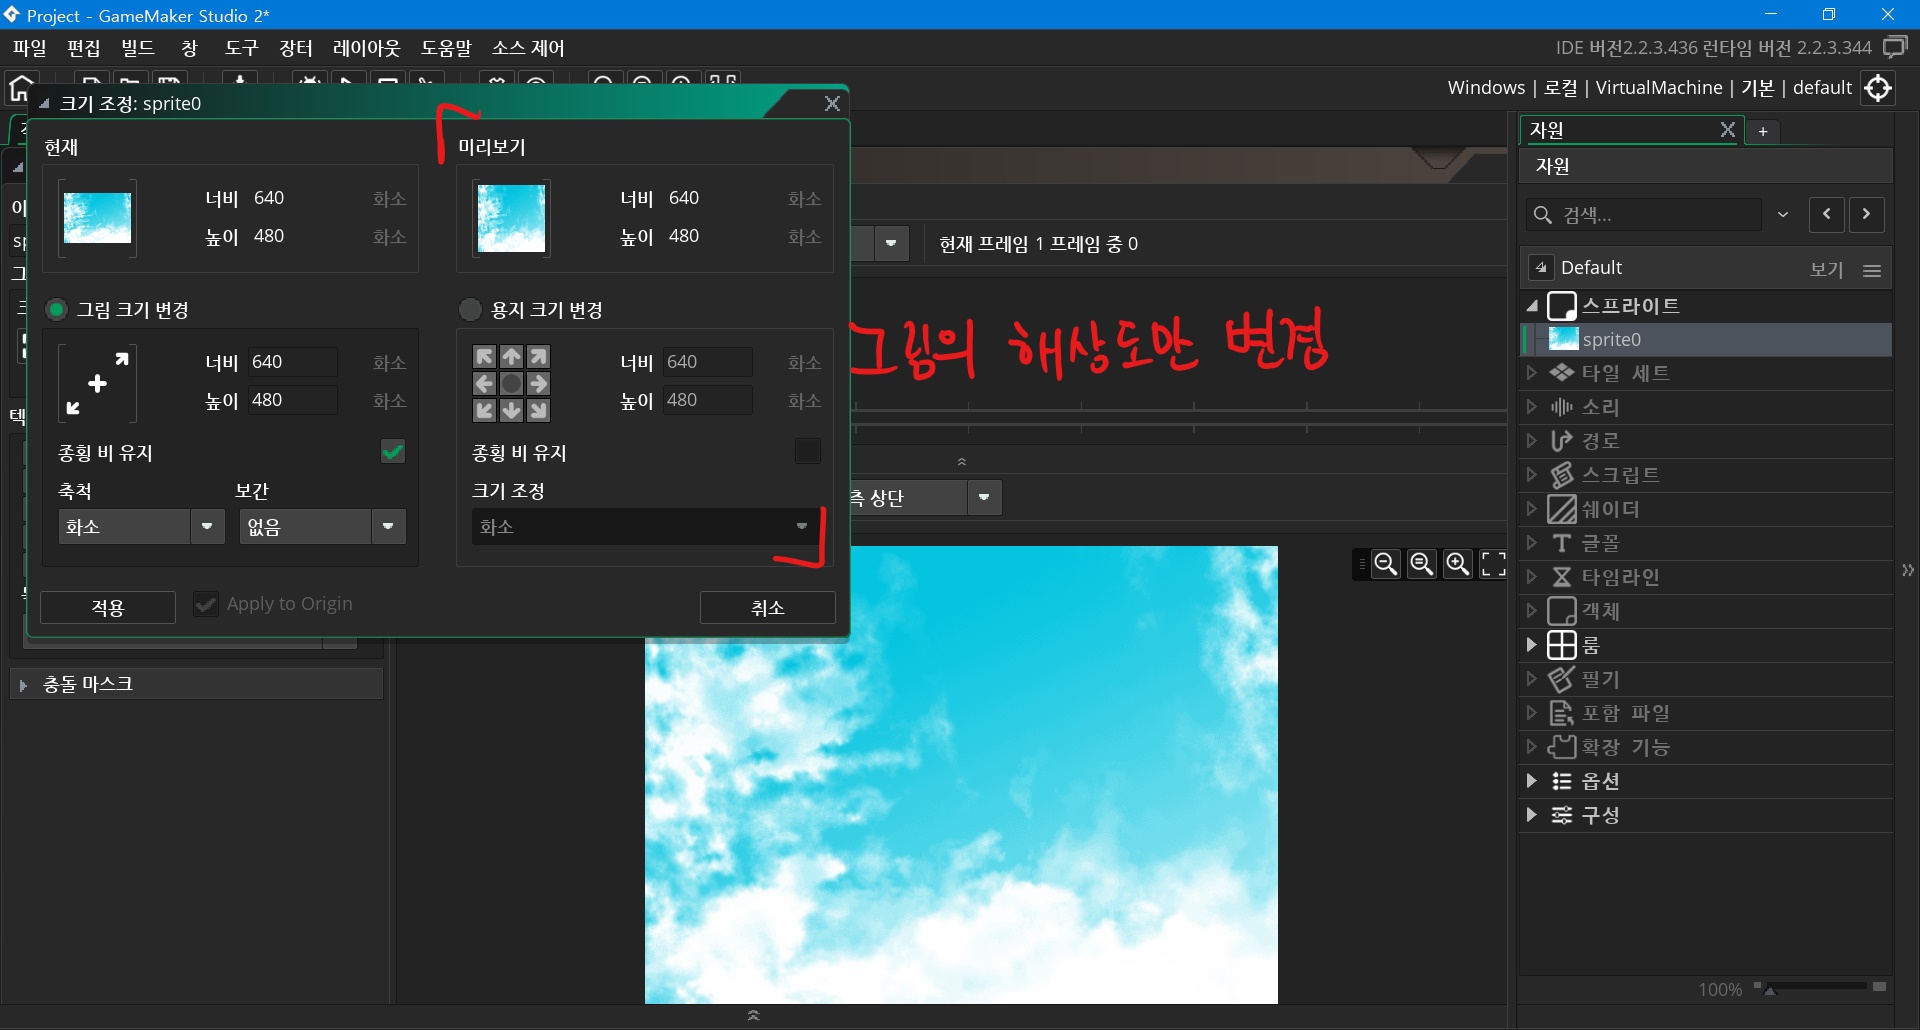 Project - GameMaker Studio 2*
파일 편집 빌드 창 도구 장터 레이아웃 도움말 소스 제어
IDE 버전2.2.3.436 런타임 버전 2.2.3.344
Windows | 로컬 | VirtualMachine | 기본 | default
크기 조정: sprite0
현재
너비 640 화소
높이 480 화소
미리보기
너비 640 화소
높이 480 화소
그림 크기 변경
너비 640 화소
높이 480 화소
종횡 비 유지
축척 보간
화소 없음
용지 크기 변경
너비 640 화소
높이 480 화소
종횡 비 유지
크기 조정
화소
적용 Apply to Origin 취소
충돌 마스크
현재 프레임 1 프레임 중 0
그림의 해상도만 변경
측 상단
자원 +
자원
검색...
Default 보기
스프라이트
sprite0
타일 세트
소리
경로
스크립트
쉐이더
글꼴
타임라인
객체
룸
필기
포함 파일
확장 기능
옵션
구성
100%